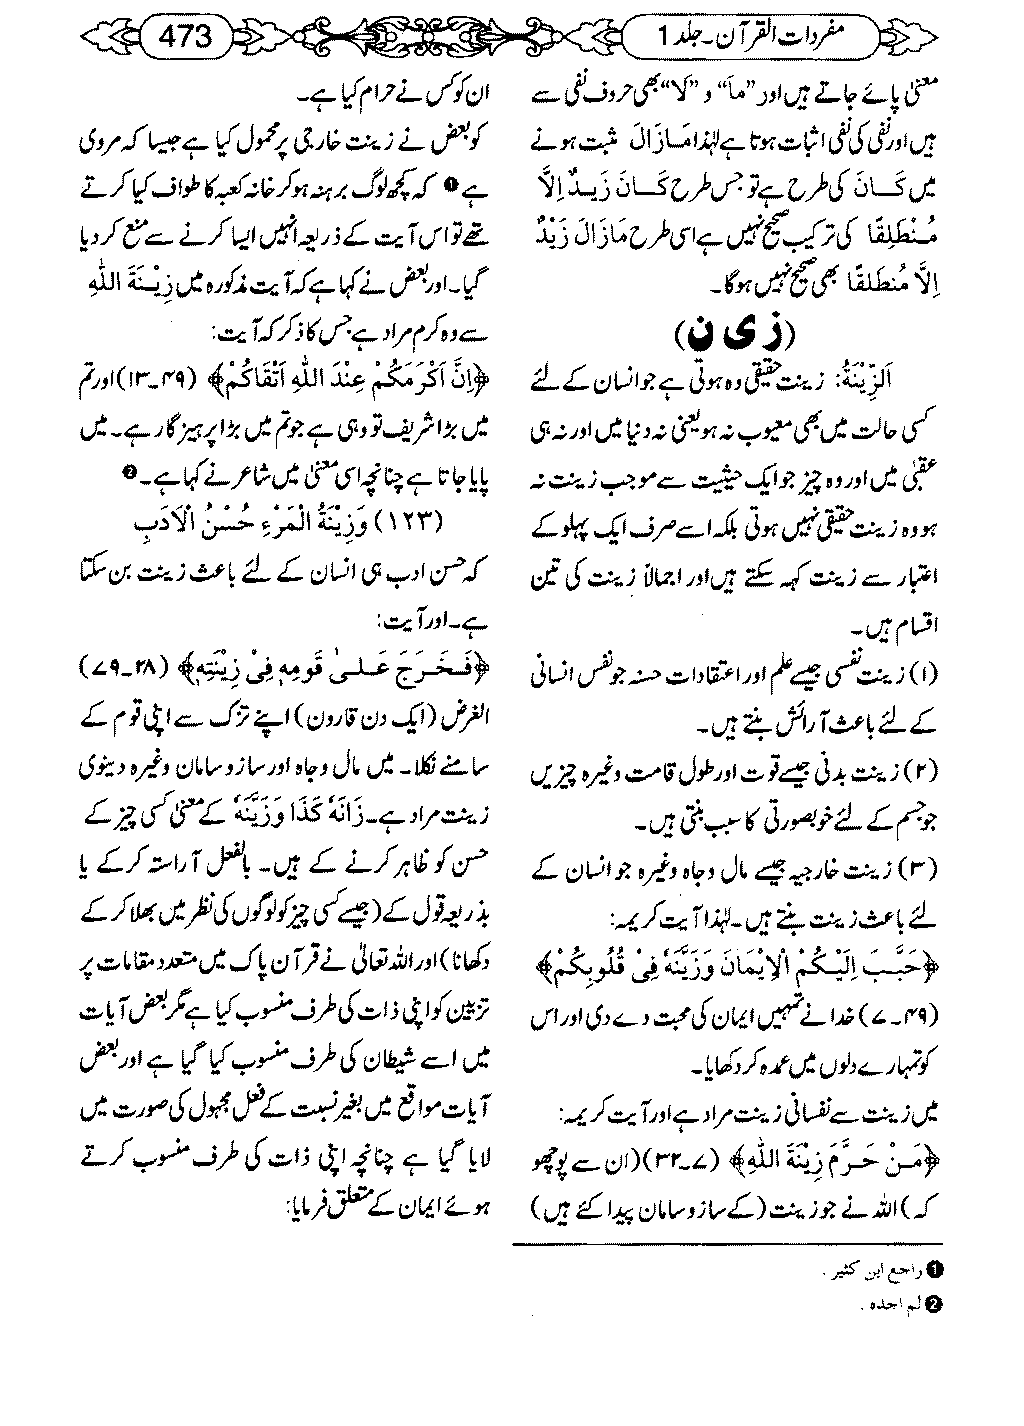 مفردات القرآن۔جلد 1
473
معنیٰ پائے جاتے ہیں اور ”مَا“ و ”لَا“ بھی حروف نفی سے
ہیں اور نفی کی نفی اثبات ہوتا ہے لہٰذا مَازَالَ مثبت ہونے
میں كَانَ کی طرح ہے تو جس طرح كَانَ زَيدٌ اِلاَّ
مُنْطَلِقًا کی ترکیب صحیح نہیں ہے اسی طرح مَازَالَ زَيْدٌ
اِلاَّ مُنْطَلقًا بھی صحیح نہیں ہوگا۔
(ز ی ن)
اَلزِّيْنَةُ: زینت حقیقی وہ ہوتی ہے جو انسان کے لئے
کسی حالت میں بھی معیوب نہ ہو یعنی نہ دنیا میں اور نہ ہی
عقبیٰ میں اور وہ چیز جو ایک حیثیت سے موجب زینت نہ
ہو وہ زینت حقیقی نہیں ہوتی بلکہ اسے صرف ایک پہلو کے
اعتبار سے زینت کہہ سکتے ہیں اور اجمالاً زینت کی تین
اقسام ہیں۔
(۱) زینت نفسی جیسے علم اور اعتقادات حسنہ جو نفس انسانی
کے لئے باعث آرائش بنتے ہیں۔
(۲) زینت بدنی جیسے قوت اور طول قامت وغیرہ چیزیں
جو جسم کے لئے خوبصورتی کا سبب بنتی ہیں۔
(۳) زینت خارجیہ جیسے مال و جاہ وغیرہ جو انسان کے
لئے باعث زینت بنتے ہیں۔ لہٰذا آیت کریمہ:
﴿حَبَّبَ اِلَيْكُمُ الْاِيْمَانَ وَزَيَّنَهٗ فِيْ قُلُوبِكُمْ﴾
(۴۹۔۷) خدا نے تمہیں ایمان کی محبت دے دی اور اس
کو تمہارے دلوں میں عمدہ کر دکھایا۔
میں زینت سے نفسانی زینت مراد ہے اور آیت کریمہ:
﴿مَنْ حَرَّمَ زِيْنَةَ اللّٰهِ﴾ (۷۔۳۲) (ان سے پوچھو
کہ) اللہ نے جو زینت (کے ساز و سامان پیدا کئے ہیں)
❶ راجع ابن كثير .
❷ لم اجده .
ان کو کس نے حرام کیا ہے۔
کو بعض نے زینت خارجی پر محمول کیا ہے جیسا کہ مروی
ہے ❶ کہ کچھ لوگ برہنہ ہو کر خانہ کعبہ کا طواف کیا کرتے
تھے تو اس آیت کے ذریعہ انہیں ایسا کرنے سے منع کر دیا
گیا۔ اور بعض نے کہا ہے کہ آیت مذکورہ میں زِيْنَةَ اللّٰهِ
سے وہ کرم مراد ہے جس کا ذکر کہ آیت:
﴿اِنَّ اَكْرَمَكُمْ عِنْدَ اللّٰهِ اَتْقَاكُمْ﴾ (۴۹۔۱۳) اور تم
میں بڑا شریف تو وہی ہے جو تم میں بڑا پرہیزگار ہے۔ میں
پایا جاتا ہے چنانچہ اسی معنیٰ میں شاعر نے کہا ہے۔ ❷
(۱۲۳) وَزِيْنَةُ الْمَرْءِ حُسْنُ الْاَدَبِ
کہ حسن ادب ہی انسان کے لئے باعث زینت بن سکتا
ہے۔ اور آیت:
﴿فَخَرَجَ عَلىٰ قَومِهٖ فِيْ زِيْنَتِهٖ﴾ (۲۸۔۷۹)
الغرض (ایک دن قارون) اپنے تزک سے اپنی قوم کے
سامنے نکلا۔ میں مال و جاہ اور ساز و سامان وغیرہ دنیوی
زینت مراد ہے۔ زَانَهٗ كَذَا وَزَيَّنَهٗ کے معنیٰ کسی چیز کے
حسن کو ظاہر کرنے کے ہیں۔ بالفعل آراستہ کرکے یا
بذریعہ قول کے (جیسے کسی چیز کو لوگوں کی نظر میں بھلا کر کے
دکھانا) اور اللہ تعالیٰ نے قرآن پاک میں متعدد مقامات پر
تزیین کو اپنی ذات کی طرف منسوب کیا ہے مگر بعض آیات
میں اسے شیطان کی طرف منسوب کیا گیا ہے اور بعض
آیات مواقع میں بغیر نسبت کے فعل مجہول کی صورت میں
لایا گیا ہے چنانچہ اپنی ذات کی طرف منسوب کرتے
ہوئے ایمان کے متعلق فرمایا: